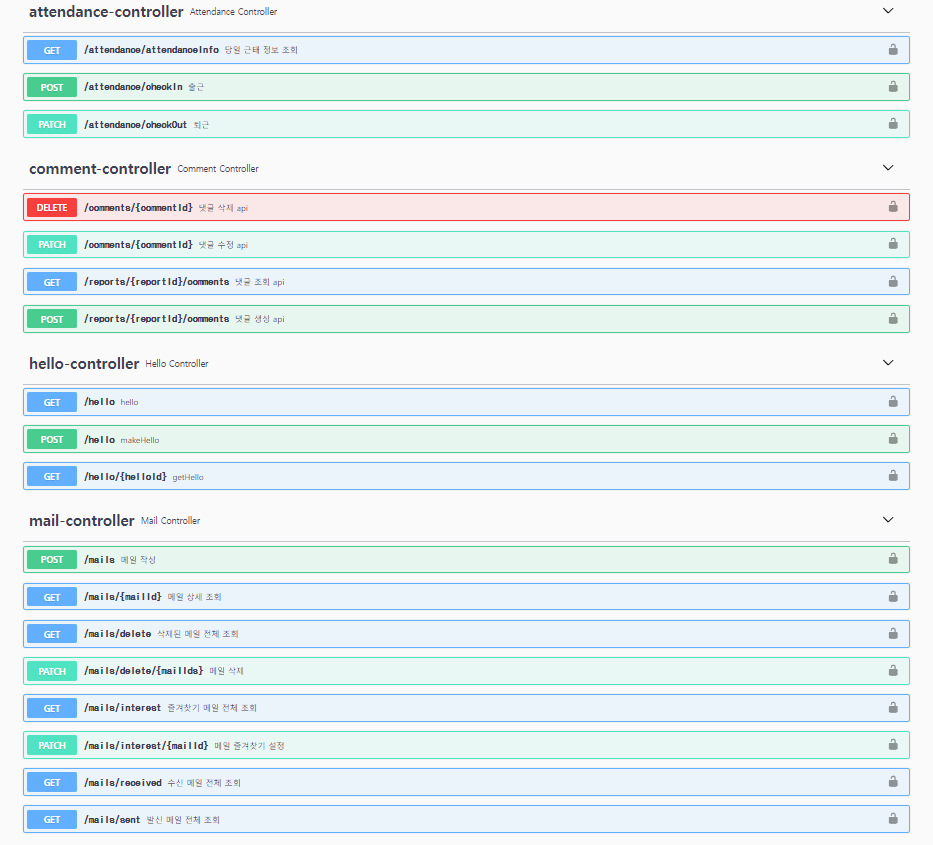 attendance-controller Attendance Controller
GET /attendance/attendanceInfo 당일 근태 정보 조회
POST /attendance/checkIn 출근
PATCH /attendance/checkOut 퇴근
comment-controller Comment Controller
DELETE /comments/{commentId} 댓글 삭제 api
PATCH /comments/{commentId} 댓글 수정 api
GET /reports/{reportId}/comments 댓글 조회 api
POST /reports/{reportId}/comments 댓글 생성 api
hello-controller Hello Controller
GET /hello hello
POST /hello makeHello
GET /hello/{helloId} getHello
mail-controller Mail Controller
POST /mails 메일 작성
GET /mails/{mailId} 메일 상세 조회
GET /mails/delete 삭제된 메일 전체 조회
PATCH /mails/delete/{mailIds} 메일 삭제
GET /mails/interest 즐겨찾기 메일 전체 조회
PATCH /mails/interest/{mailId} 메일 즐겨찾기 설정
GET /mails/received 수신 메일 전체 조회
GET /mails/sent 발신 메일 전체 조회